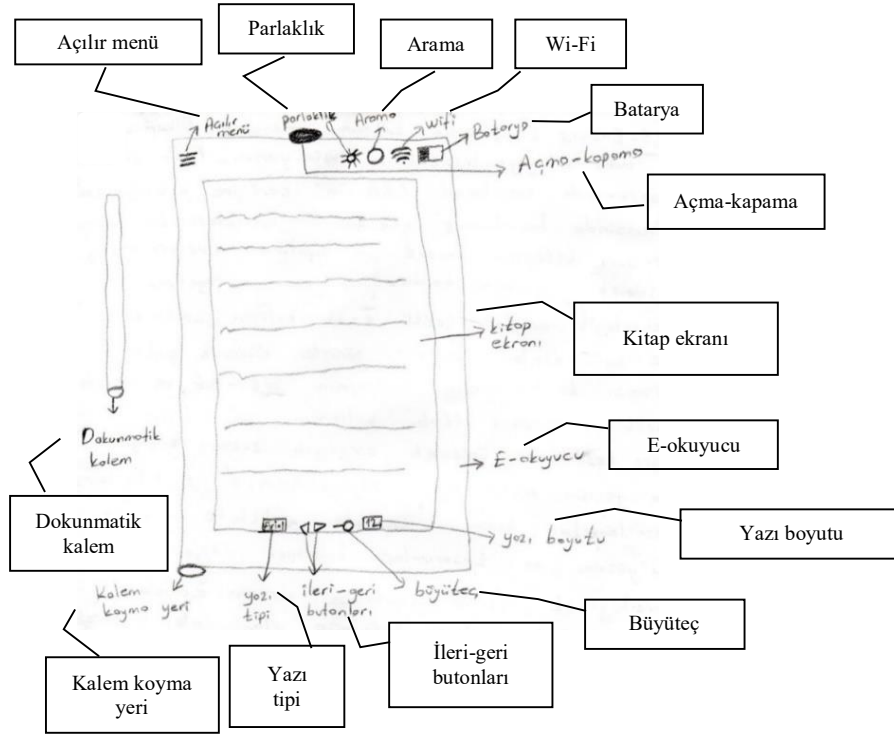 Açılır menü
Parlaklık
Arama
Wi-Fi
Batarya
Açılır
menü
parlaklık
Arama
wifi
Batarya
Açma-kapama
Açma-kapama
kitap
ekranı
Kitap ekranı
E-okuyucu
E-okuyucu
Dokunmatik
kalem
Dokunmatik
kalem
12
yazı boyutu
Yazı boyutu
Kalem
koyma yeri
yazı
tipi
ileri-geri
butonları
büyüteç
Büyüteç
Kalem koyma
yeri
Yazı
tipi
İleri-geri
butonları